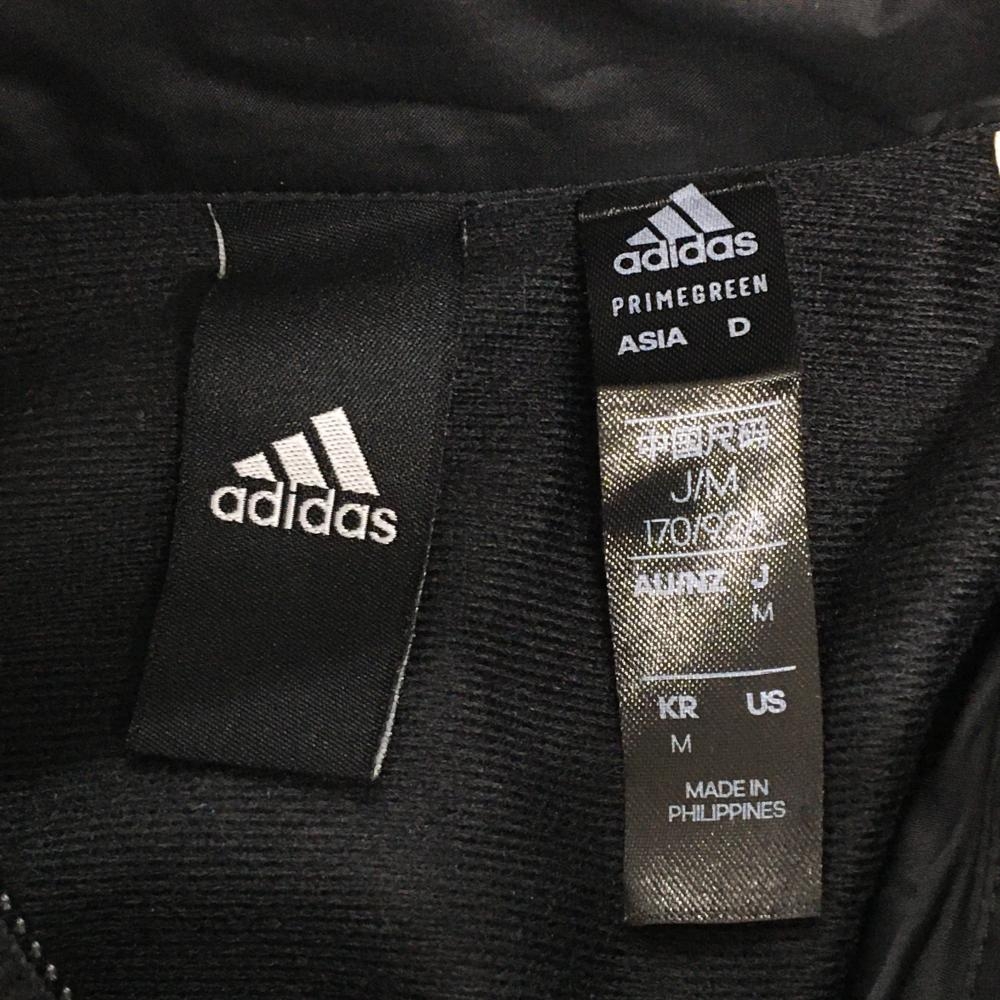 adidas
adidas
PRIMEGREEN
ASIA D
中国尺码
J/M
170/92A
AU/NZ J
M
KR US
M
MADE IN
PHILIPPINES